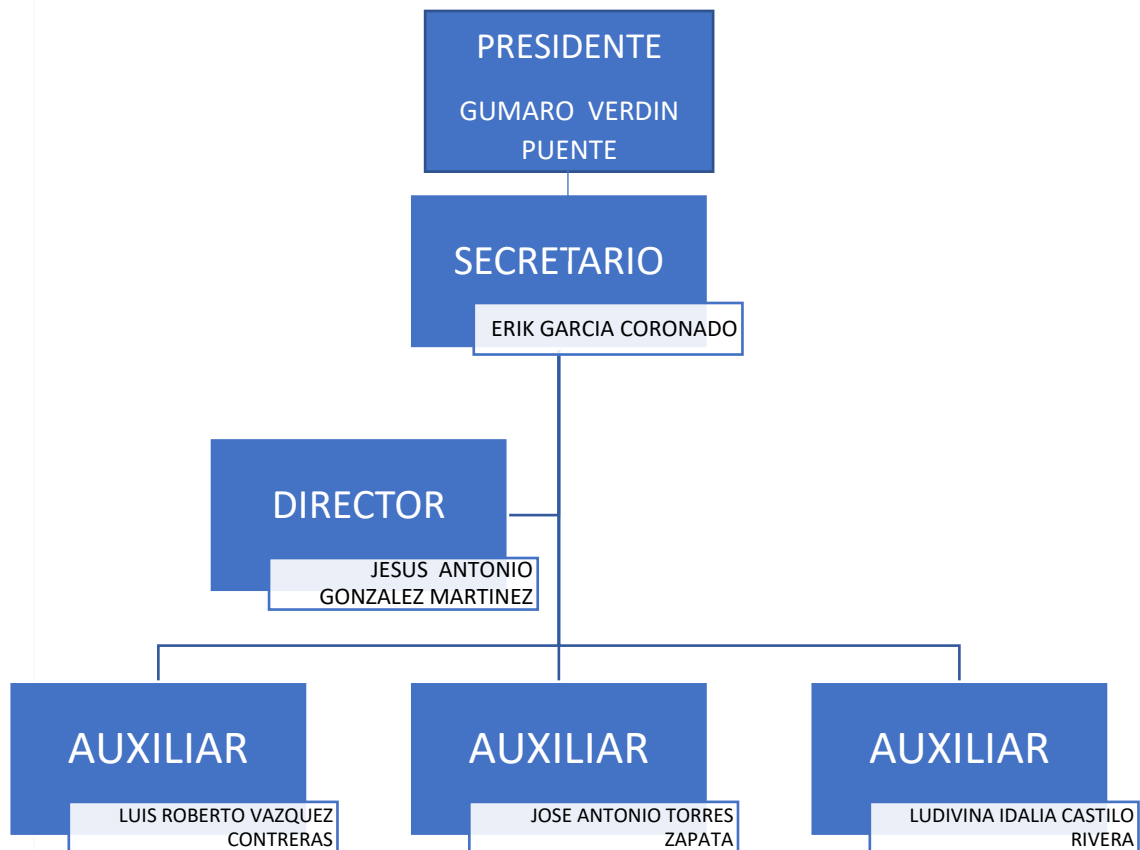 PRESIDENTE
GUMARO VERDIN
PUENTE
SECRETARIO
ERIK GARCIA CORONADO
DIRECTOR
JESUS ANTONIO
GONZALEZ MARTINEZ
AUXILIAR
LUIS ROBERTO VAZQUEZ
CONTRERAS
AUXILIAR
JOSE ANTONIO TORRES
ZAPATA
AUXILIAR
LUDIVINA IDALIA CASTILO
RIVERA